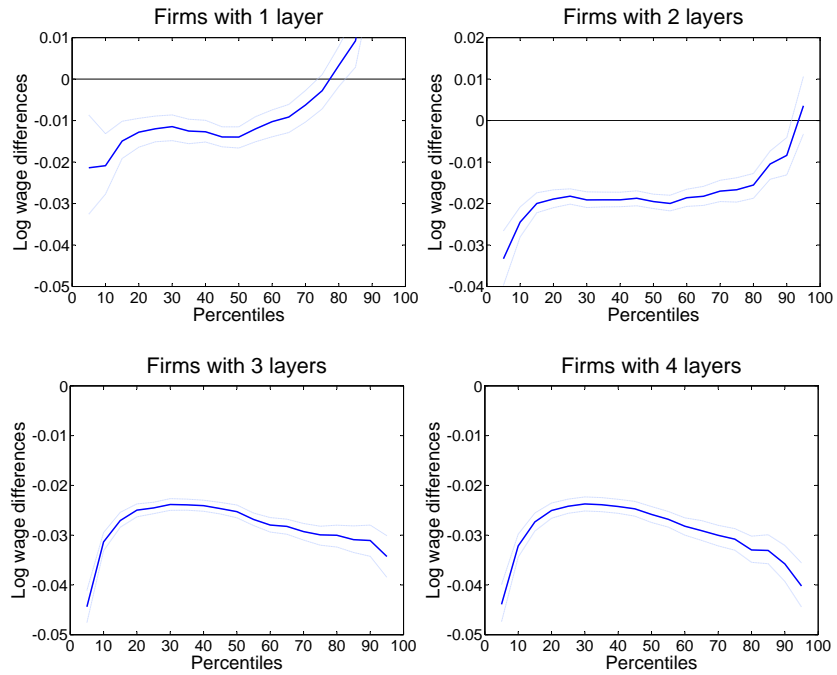 Firms with 1 layer
0.01
0
-0.01
-0.02
-0.03
-0.04
-0.05
Log wage differences
0 10 20 30 40 50 60 70 80 90 100
Percentiles
Firms with 2 layers
0.02
0.01
0
-0.01
-0.02
-0.03
-0.04
Log wage differences
0 10 20 30 40 50 60 70 80 90 100
Percentiles
Firms with 3 layers
0
-0.01
-0.02
-0.03
-0.04
-0.05
Log wage differences
0 10 20 30 40 50 60 70 80 90 100
Percentiles
Firms with 4 layers
0
-0.01
-0.02
-0.03
-0.04
-0.05
Log wage differences
0 10 20 30 40 50 60 70 80 90 100
Percentiles